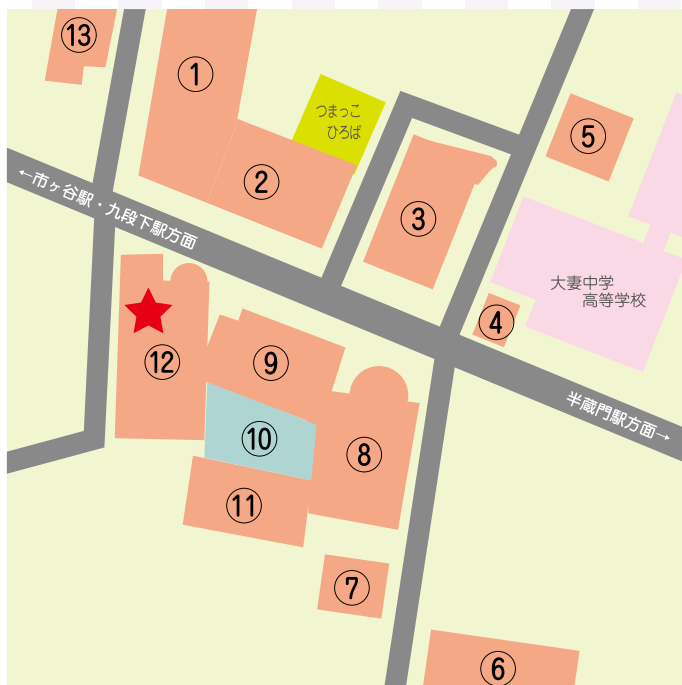 ⑬
①
つまっこ
ひろば
⑤
②
③
←市ヶ谷駅・九段下駅方面
大妻中学
高等学校
④
⑫
⑨
半蔵門駅方面→
⑩
⑧
⑪
⑦
⑥